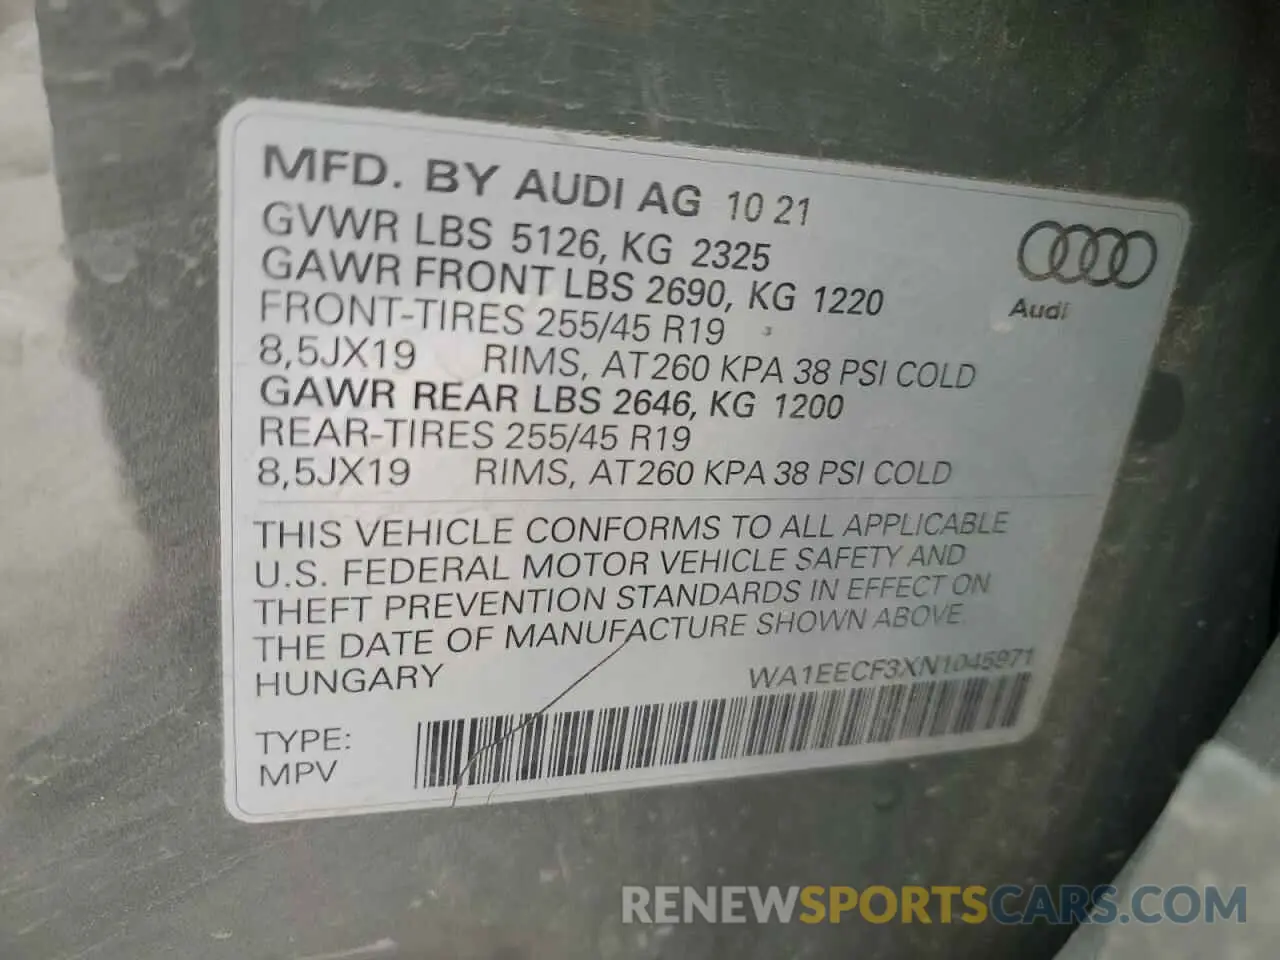 MFD. BY AUDI AG 10 21
GVWR LBS 5126, KG 2325
GAWR FRONT LBS 2690, KG 1220
FRONT-TIRES 255/45 R19
8,5JX19 RIMS, AT260 KPA 38 PSI COLD
GAWR REAR LBS 2646, KG 1200
REAR-TIRES 255/45 R19
8,5JX19 RIMS, AT260 KPA 38 PSI COLD
Audi
THIS VEHICLE CONFORMS TO ALL APPLICABLE
U.S. FEDERAL MOTOR VEHICLE SAFETY AND
THEFT PREVENTION STANDARDS IN EFFECT ON
THE DATE OF MANUFACTURE SHOWN ABOVE.
HUNGARY
WA1EECF3XN1045971
TYPE:
MPV
RENEWSPORTSCARS.COM